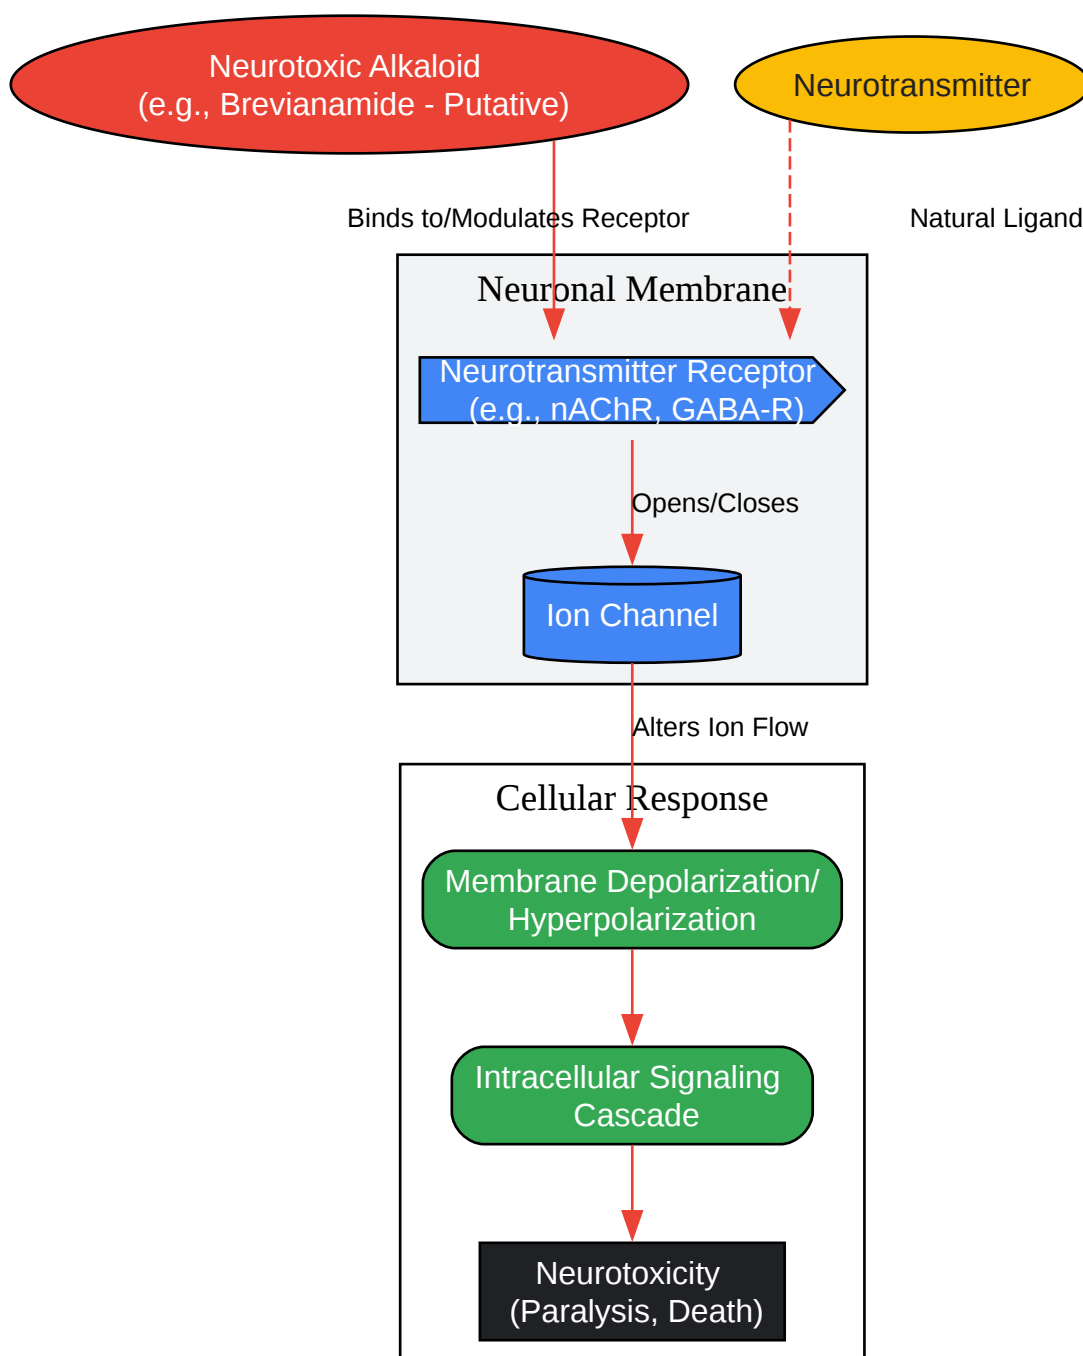 Neurotoxic Alkaloid
(e.g., Brevianamide - Putative)
Neurotransmitter
Binds to/Modulates Receptor
Natural Ligand
Neuronal Membrane
Neurotransmitter Receptor
(e.g., nAChR, GABA-R)
Opens/Closes
Ion Channel
Alters Ion Flow
Cellular Response
Membrane Depolarization/
Hyperpolarization
Intracellular Signaling
Cascade
Neurotoxicity
(Paralysis, Death)